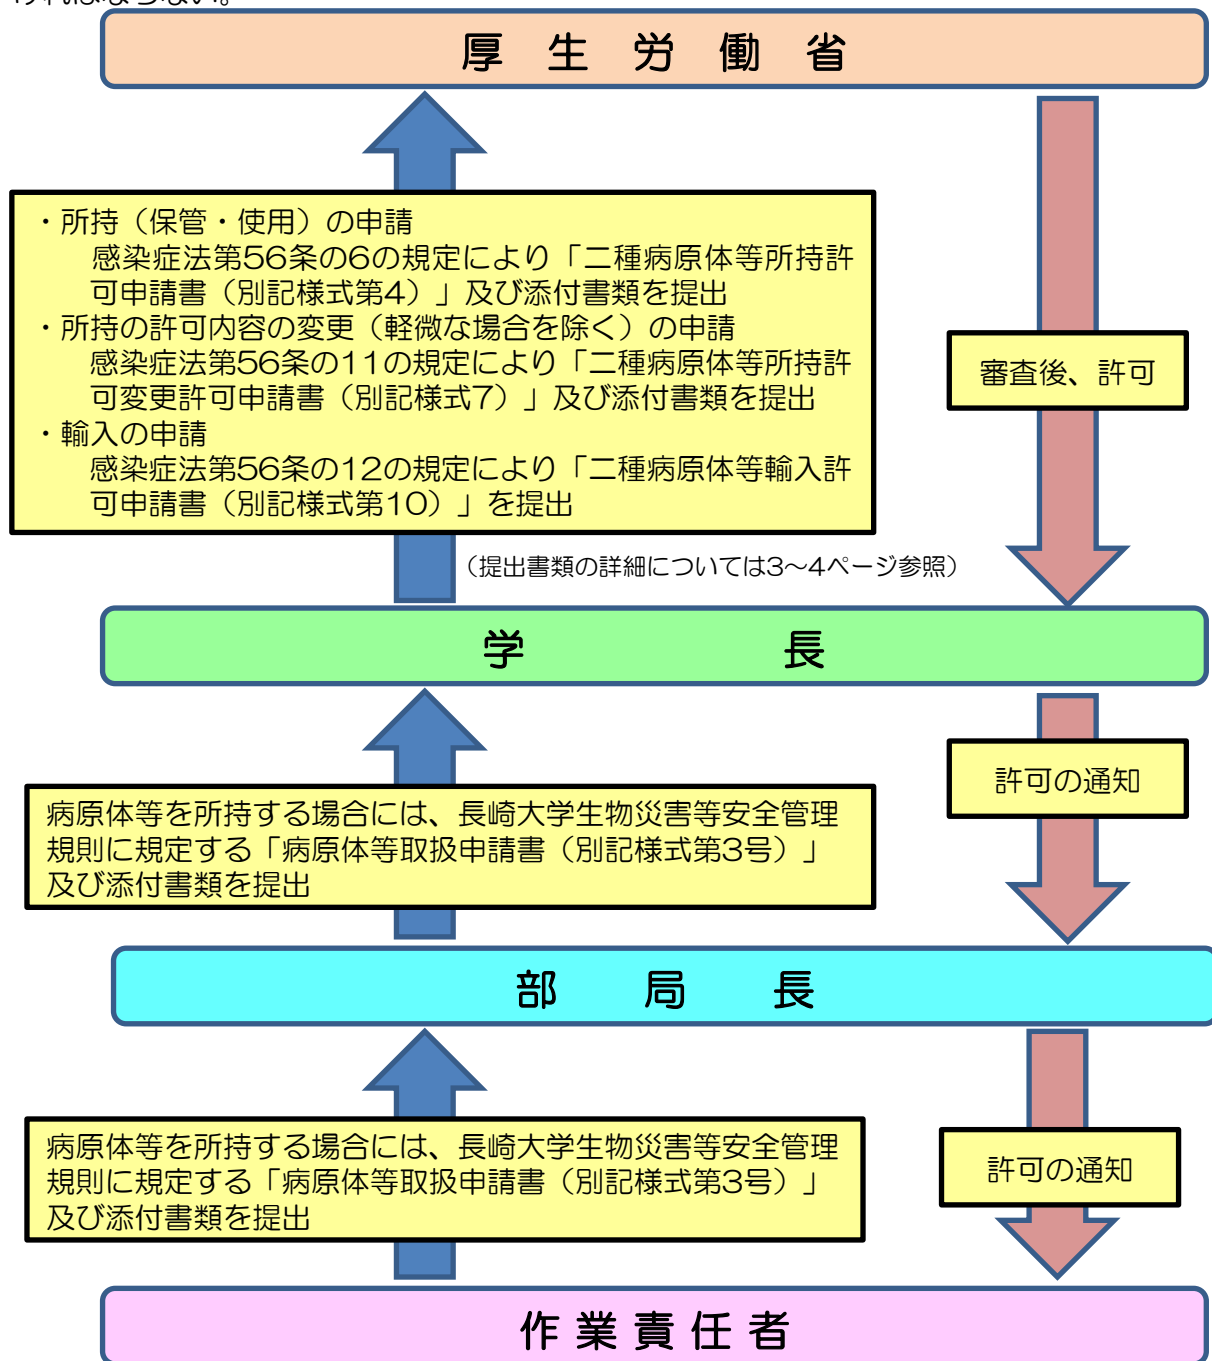 ければならない。
厚生労働省
・所持（保管・使用）の申請
感染症法第56条の6の規定により「二種病原体等所持許
可申請書（別記様式第4）」及び添付書類を提出
・所持の許可内容の変更（軽微な場合を除く）の申請
感染症法第56条の11の規定により「二種病原体等所持許
可変更許可申請書（別記様式7）」及び添付書類を提出
・輸入の申請
感染症法第56条の12の規定により「二種病原体等輸入許
可申請書（別記様式第10）」を提出
審査後、許可
（提出書類の詳細については3～4ページ参照）
学長
病原体等を所持する場合には、長崎大学生物災害等安全管理
規則に規定する「病原体等取扱申請書（別記様式第3号）」
及び添付書類を提出
許可の通知
部局長
病原体等を所持する場合には、長崎大学生物災害等安全管理
規則に規定する「病原体等取扱申請書（別記様式第3号）」
及び添付書類を提出
許可の通知
作業責任者